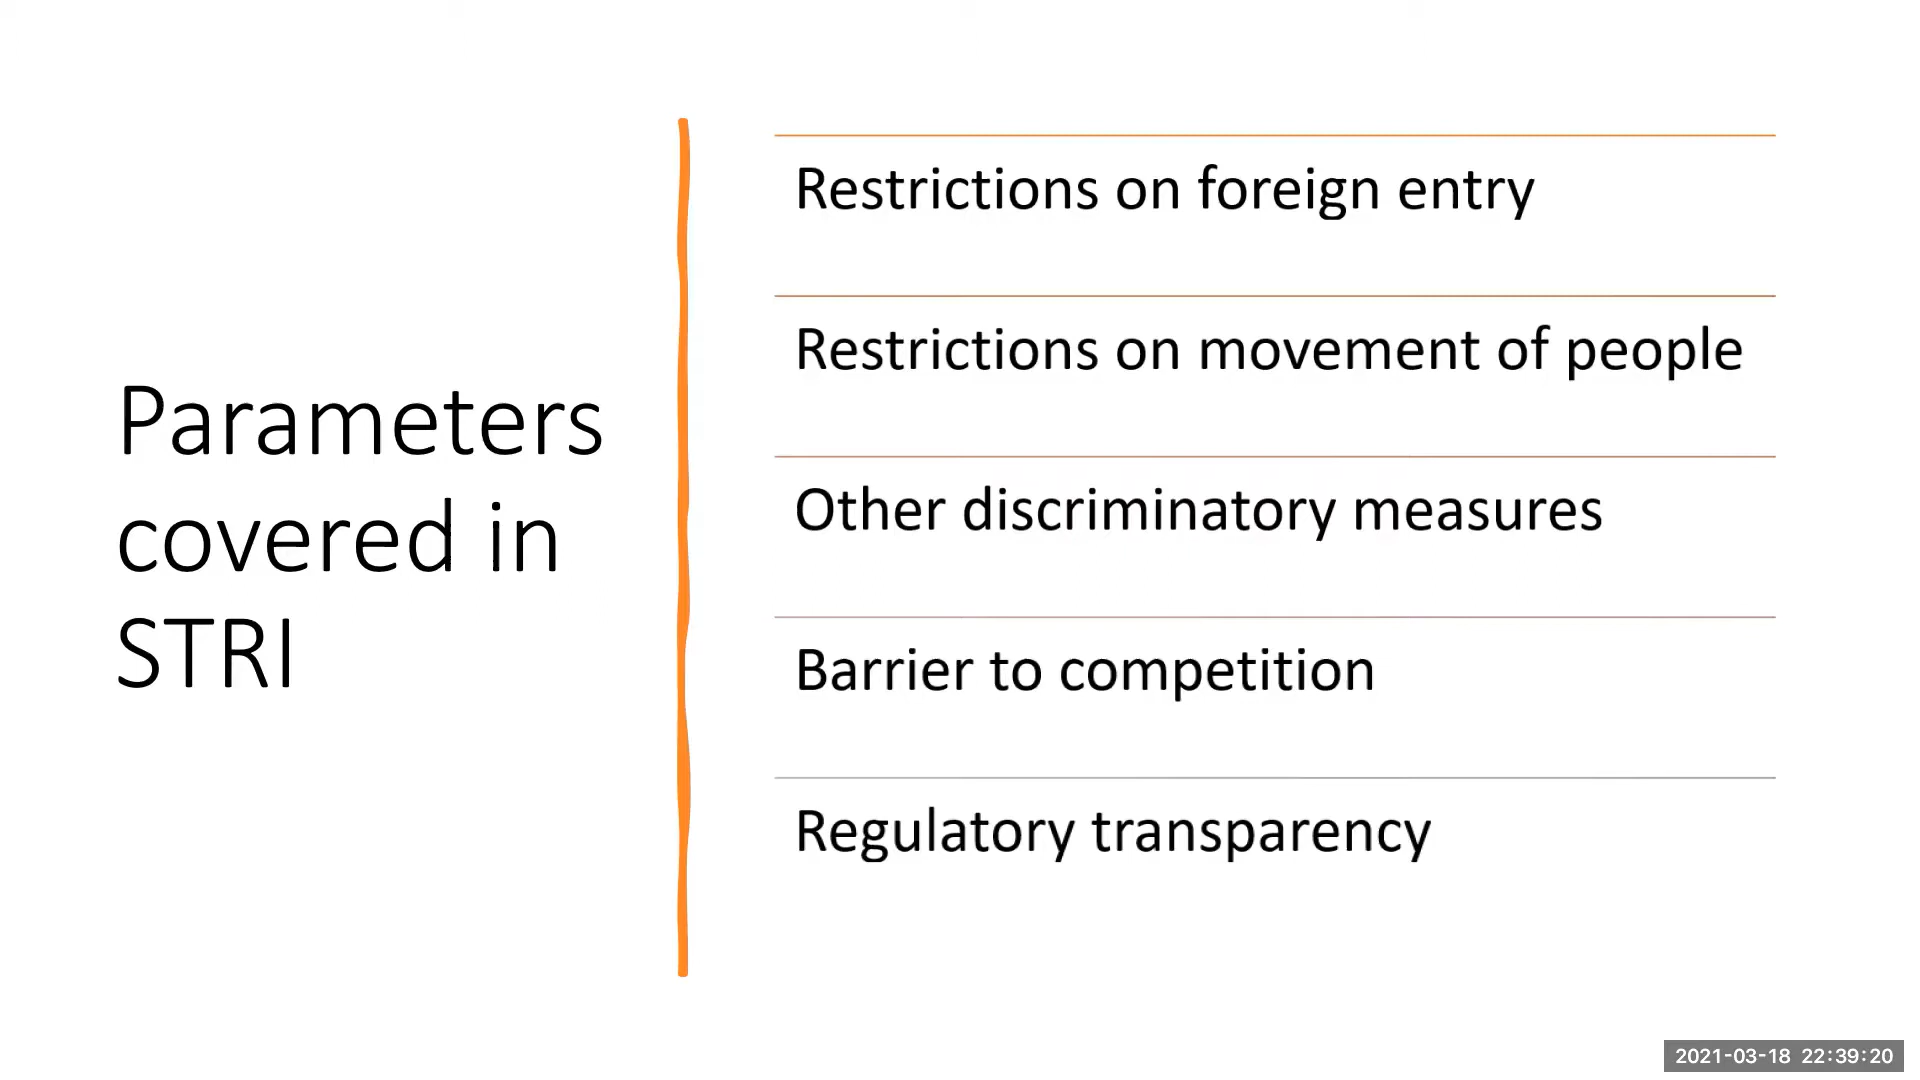 Parameters
covered in
STRI
Restrictions on foreign entry
Restrictions on movement of people
Other discriminatory measures
Barrier to competition
Regulatory transparency
2021-03-18 22:39:20